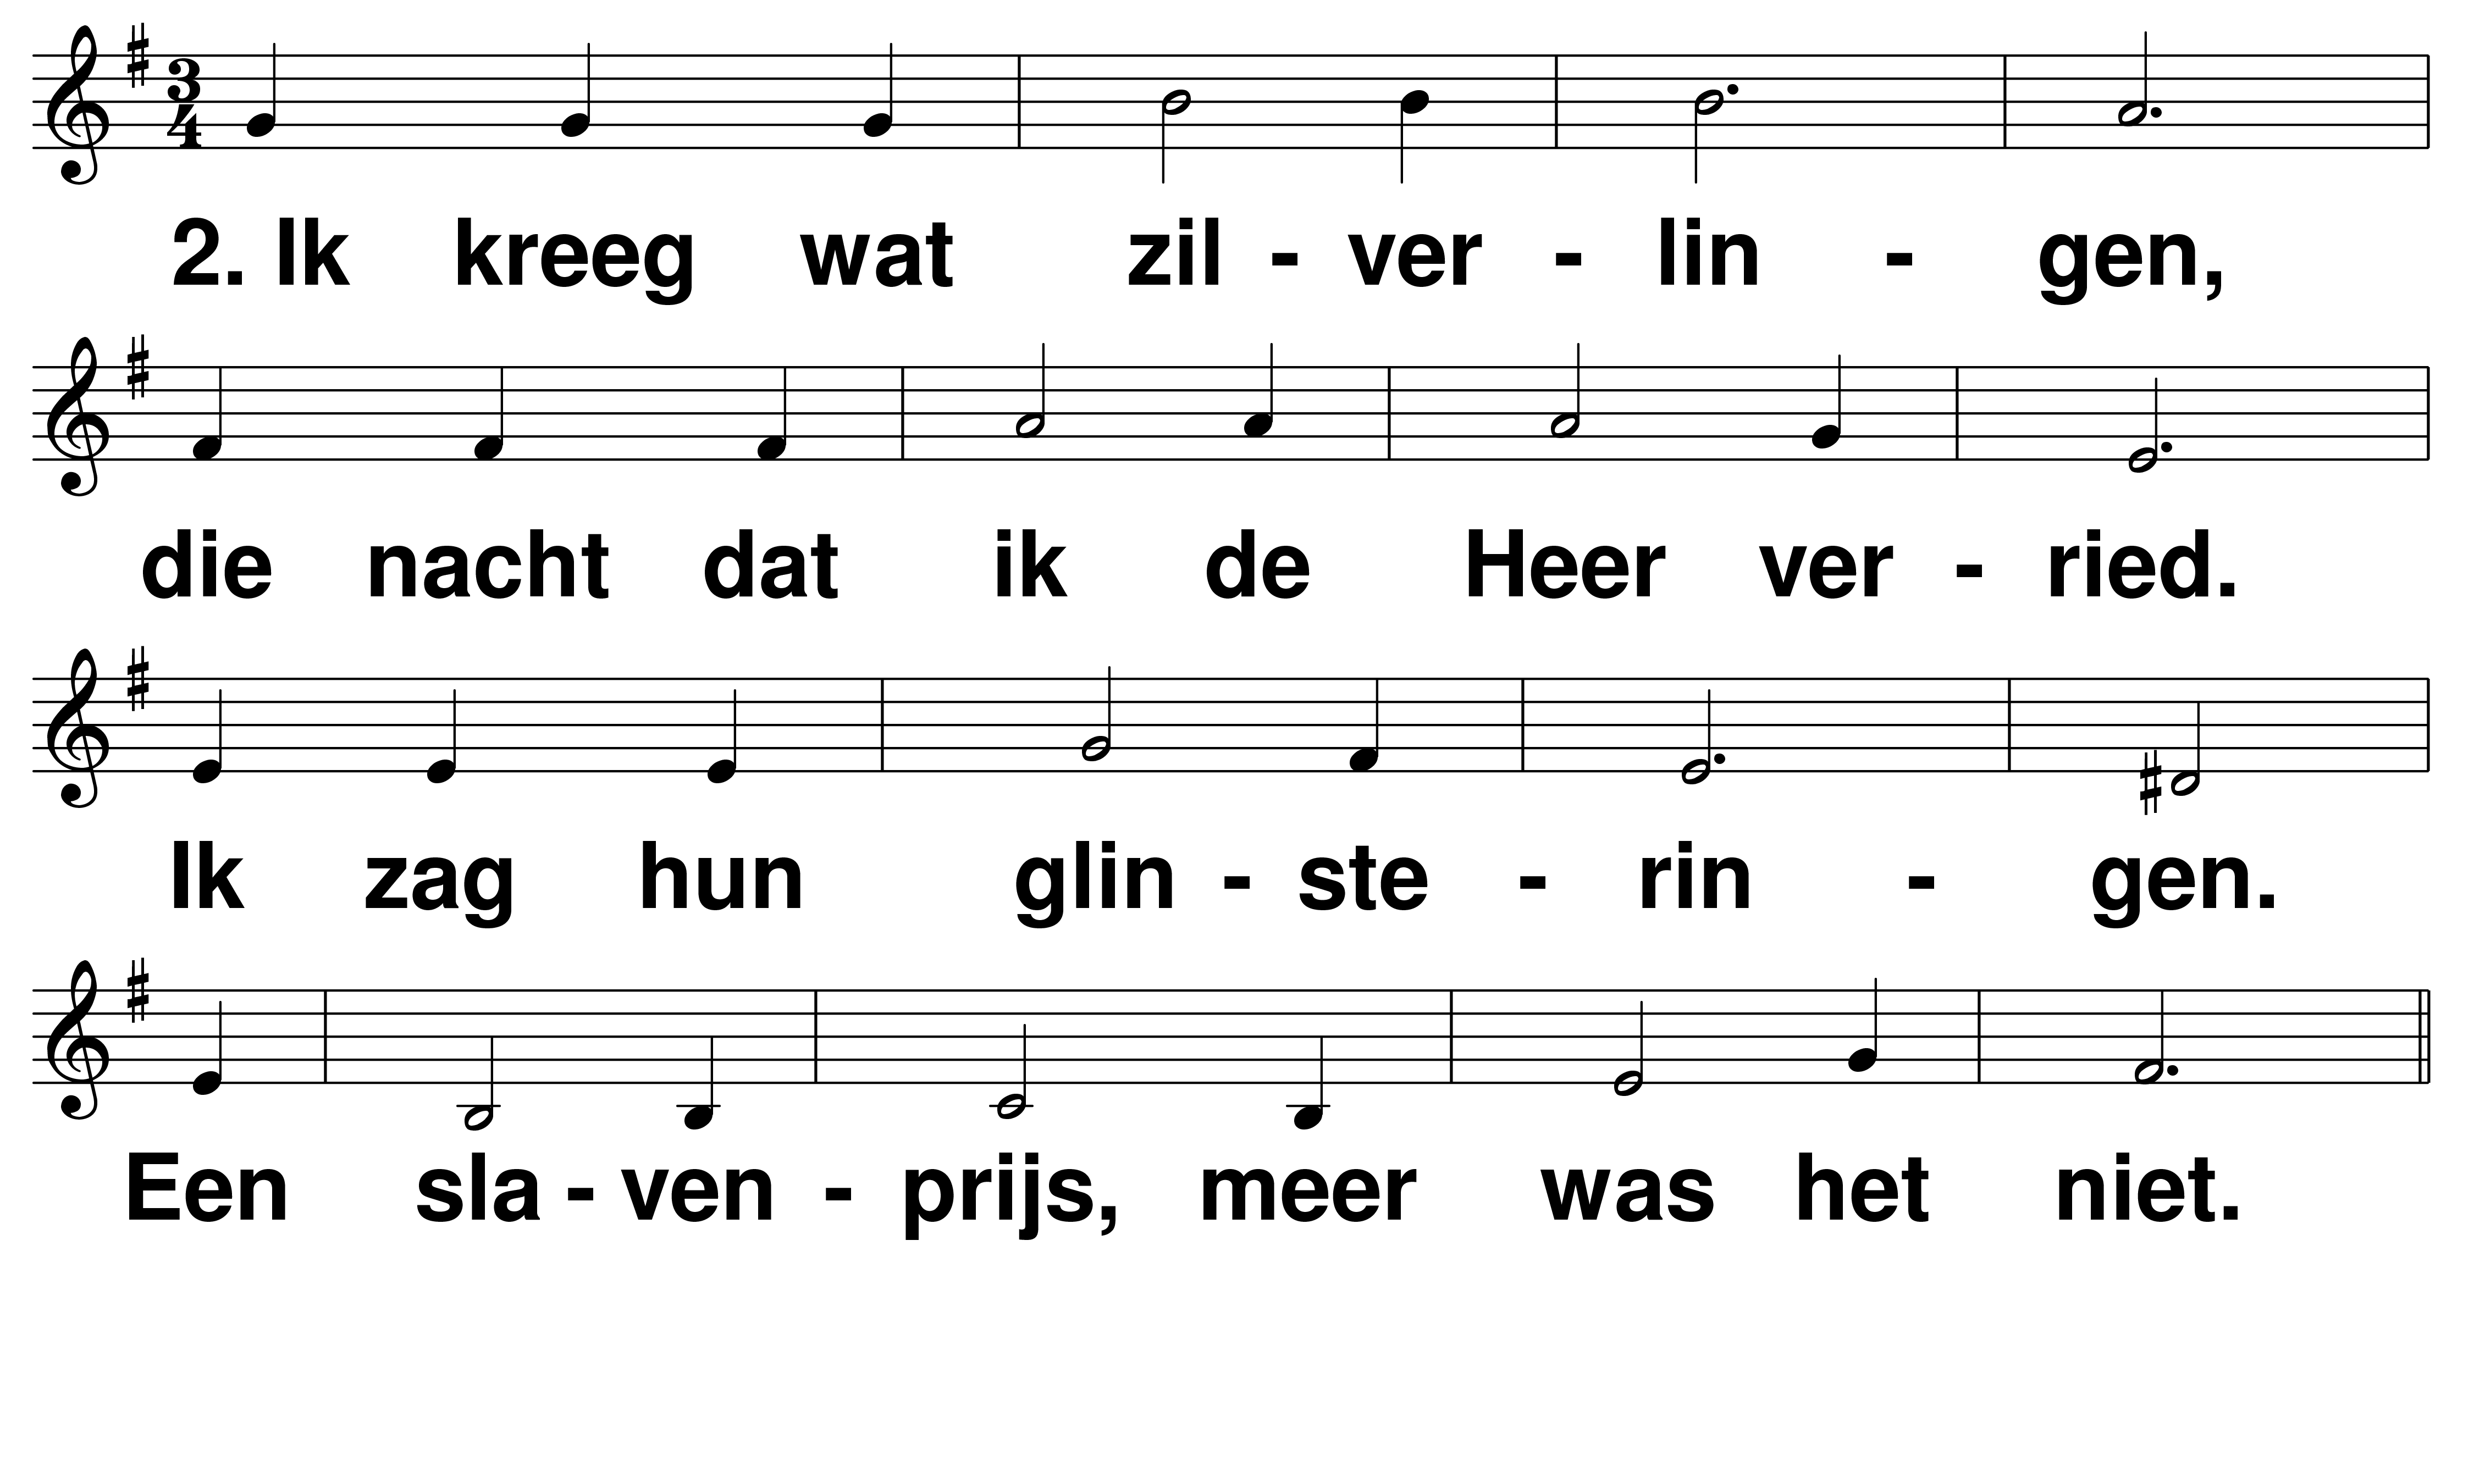 2. Ik kreeg wat zil - ver - lin - gen,
die nacht dat ik de Heer ver - ried.
Ik zag hun glin - ste - rin - gen.
Een sla - ven - prijs, meer was het niet.